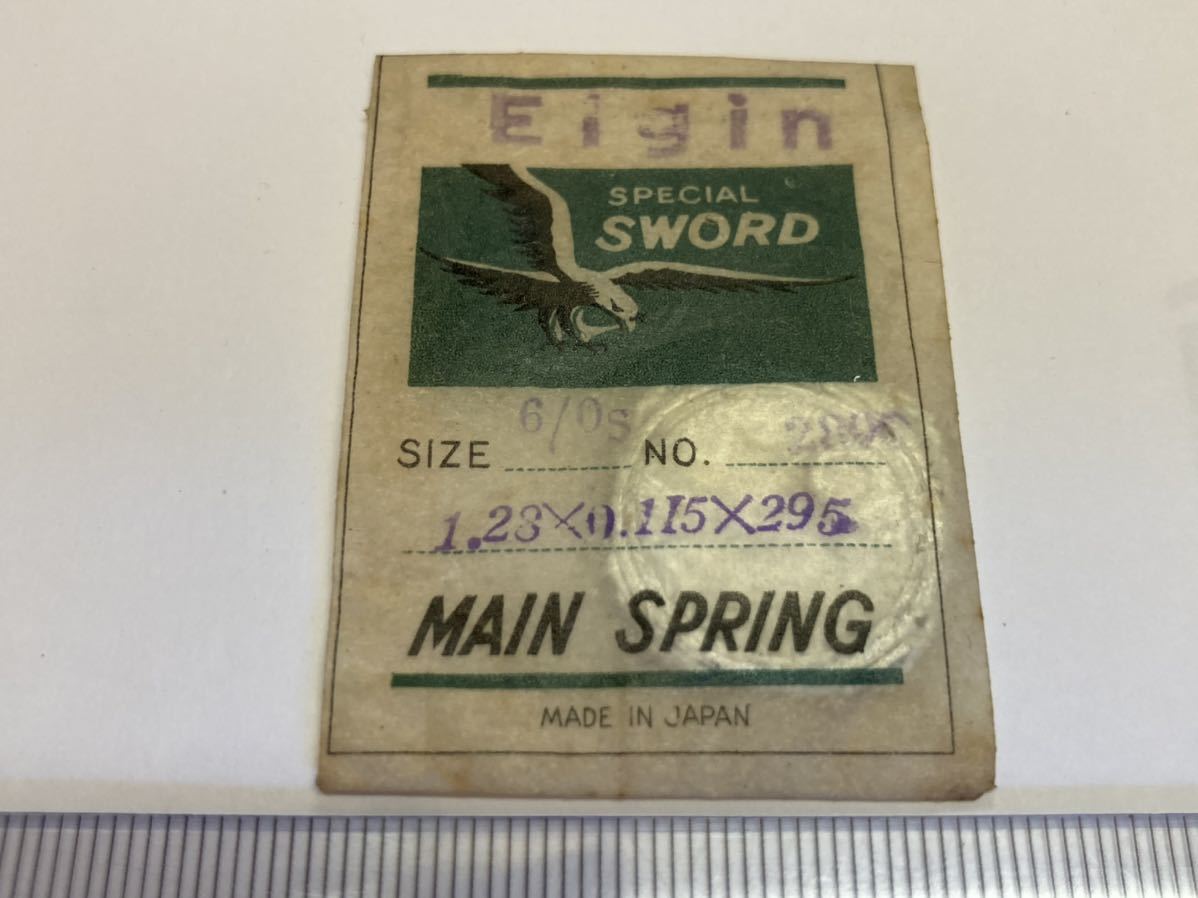 Elgin
SPECIAL
SWORD
6/0s
SIZE NO.
1.23×0.115×295
MAIN SPRING
MADE IN JAPAN